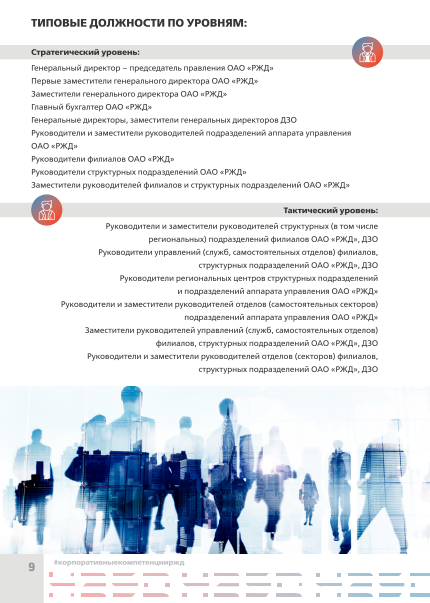 ТИПОВЫЕ ДОЛЖНОСТИ ПО УРОВНЯМ:
Стратегический уровень:
Генеральный директор – председатель правления ОАО «РЖД»
Первые заместители генерального директора ОАО «РЖД»
Заместители генерального директора ОАО «РЖД»
Главный бухгалтер ОАО «РЖД»
Генеральные директоры, заместители генеральных директоров ДЗО
Руководители и заместители руководителей подразделений аппарата управления
ОАО «РЖД»
Руководители филиалов ОАО «РЖД»
Руководители структурных подразделений ОАО «РЖД»
Заместители руководителей филиалов и структурных подразделений ОАО «РЖД»
Тактический уровень:
Руководители и заместители руководителей структурных (в том числе
региональных) подразделений филиалов ОАО «РЖД», ДЗО
Руководители управлений (служб, самостоятельных отделов) филиалов,
структурных подразделений ОАО «РЖД», ДЗО
Руководители региональных центров структурных подразделений
и подразделений аппарата управления ОАО «РЖД»
Руководители и заместители руководителей отделов (самостоятельных секторов)
подразделений аппарата управления ОАО «РЖД»
Заместители руководителей управлений (служб, самостоятельных отделов)
филиалов, структурных подразделений ОАО «РЖД», ДЗО
Руководители и заместители руководителей отделов (секторов) филиалов,
структурных подразделений ОАО «РЖД», ДЗО
9
#корпоративныекомпетенцииржд